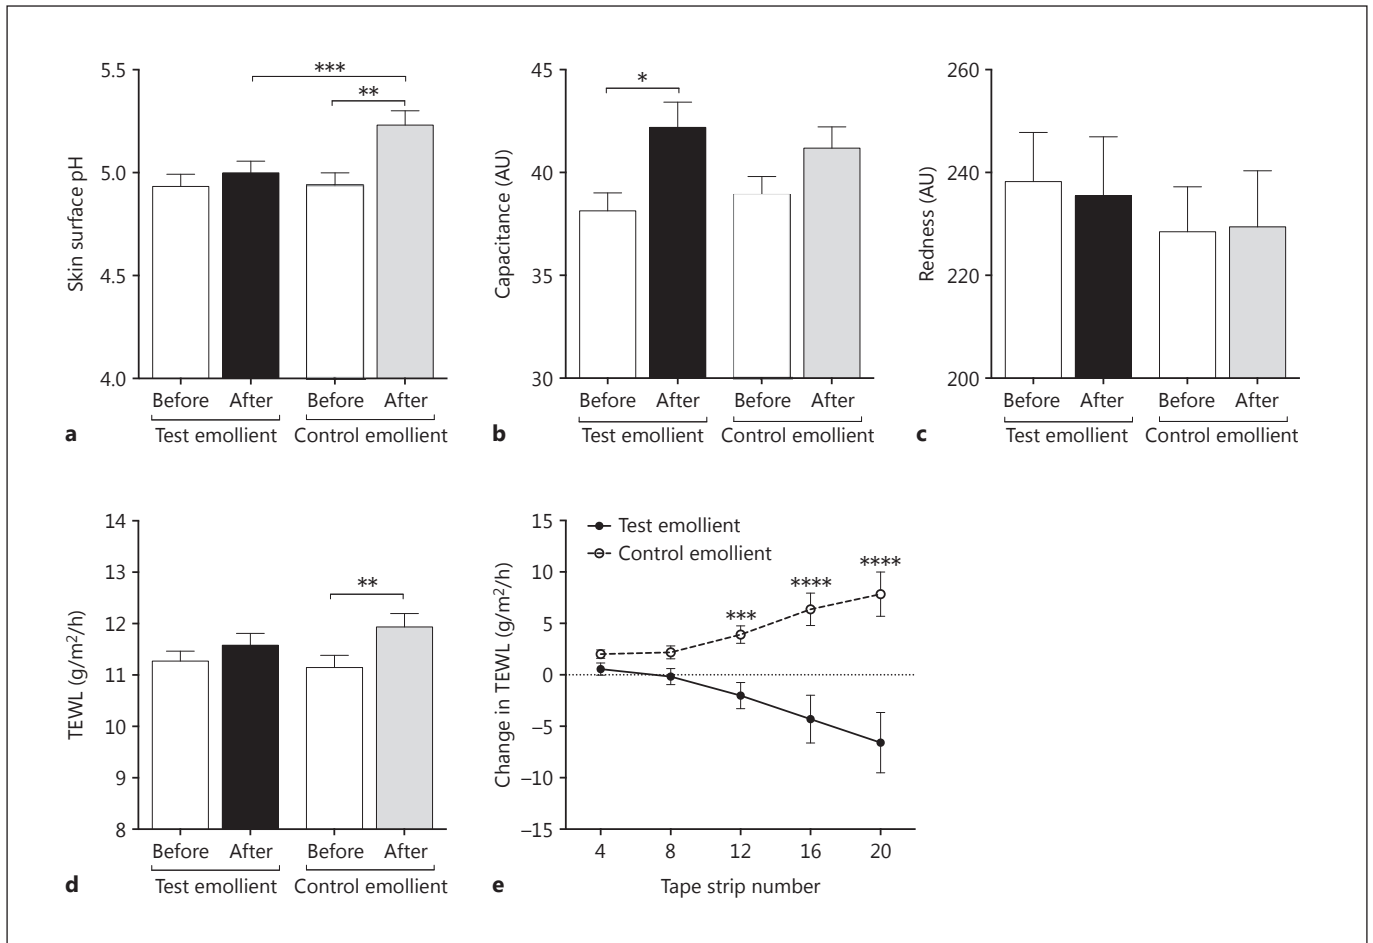 5.5
5.0
4.5
4.0
Skin surface pH
***
**
Before After Before After
Test emollient Control emollient
a
45
40
35
30
Capacitance (AU)
*
Before After Before After
Test emollient Control emollient
b
260
240
220
200
Redness (AU)
Before After Before After
Test emollient Control emollient
c
14
13
12
11
10
9
8
TEWL (g/m²/h)
**
Before After Before After
Test emollient Control emollient
d
15
10
5
0
–5
–10
–15
Change in TEWL (g/m²/h)
Test emollient
Control emollient
***
****
****
4 8 12 16 20
Tape strip number
e